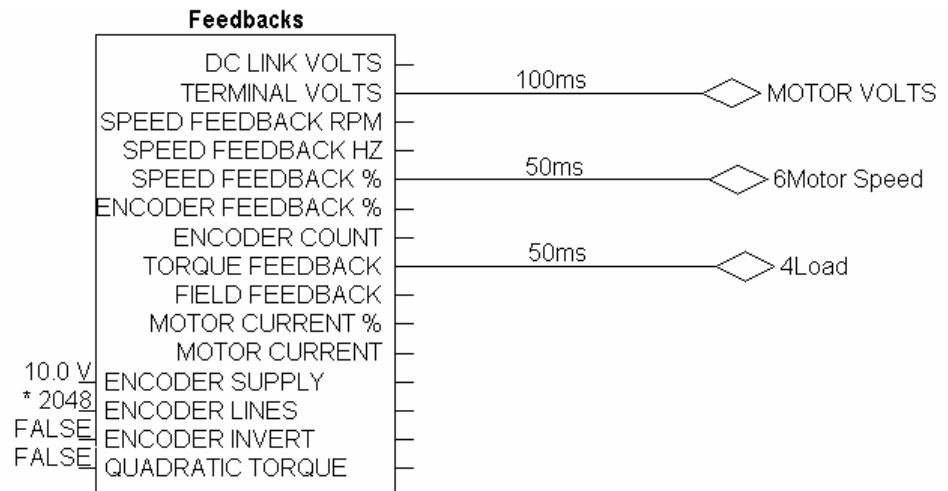 Feedbacks
DC LINK VOLTS
TERMINAL VOLTS 100ms MOTOR VOLTS
SPEED FEEDBACK RPM
SPEED FEEDBACK HZ
SPEED FEEDBACK % 50ms 6Motor Speed
ENCODER FEEDBACK %
ENCODER COUNT
TORQUE FEEDBACK 50ms 4Load
FIELD FEEDBACK
MOTOR CURRENT %
MOTOR CURRENT
10.0 V ENCODER SUPPLY
* 2048 ENCODER LINES
FALSE ENCODER INVERT
FALSE QUADRATIC TORQUE